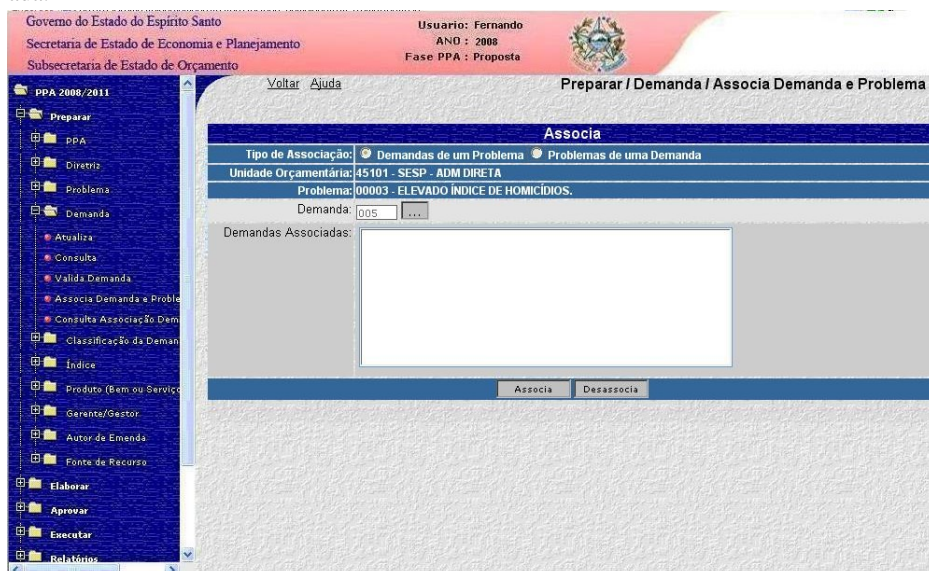 Governo do Estado do Espírito Santo
Secretaria de Estado de Economia e Planejamento
Subsecretaria de Estado de Orçamento
Usuario: Fernando
ANO : 2008
Fase PPA : Proposta
Voltar Ajuda
Preparar / Demanda / Associa Demanda e Problema
PPA 2008/2011
Preparar
PPA
Diretriz
Problema
Demanda
Atualiza
Consulta
Valida Demanda
Associa Demanda e Proble
Consulta Associação Dem
Classificação da Deman
Índice
Produto (Bem ou Serviço
Gerente/Gestor
Autor de Emenda
Fonte de Recurso
Elaborar
Aprovar
Executar
Relatórios
Associa
Tipo de Associação: Demandas de um Problema Problemas de uma Demanda
Unidade Orçamentária: 45101 - SESP - ADM DIRETA
Problema: 00003 - ELEVADO ÍNDICE DE HOMICÍDIOS.
Demanda: 005 ...
Demandas Associadas:
Associa Desassocia